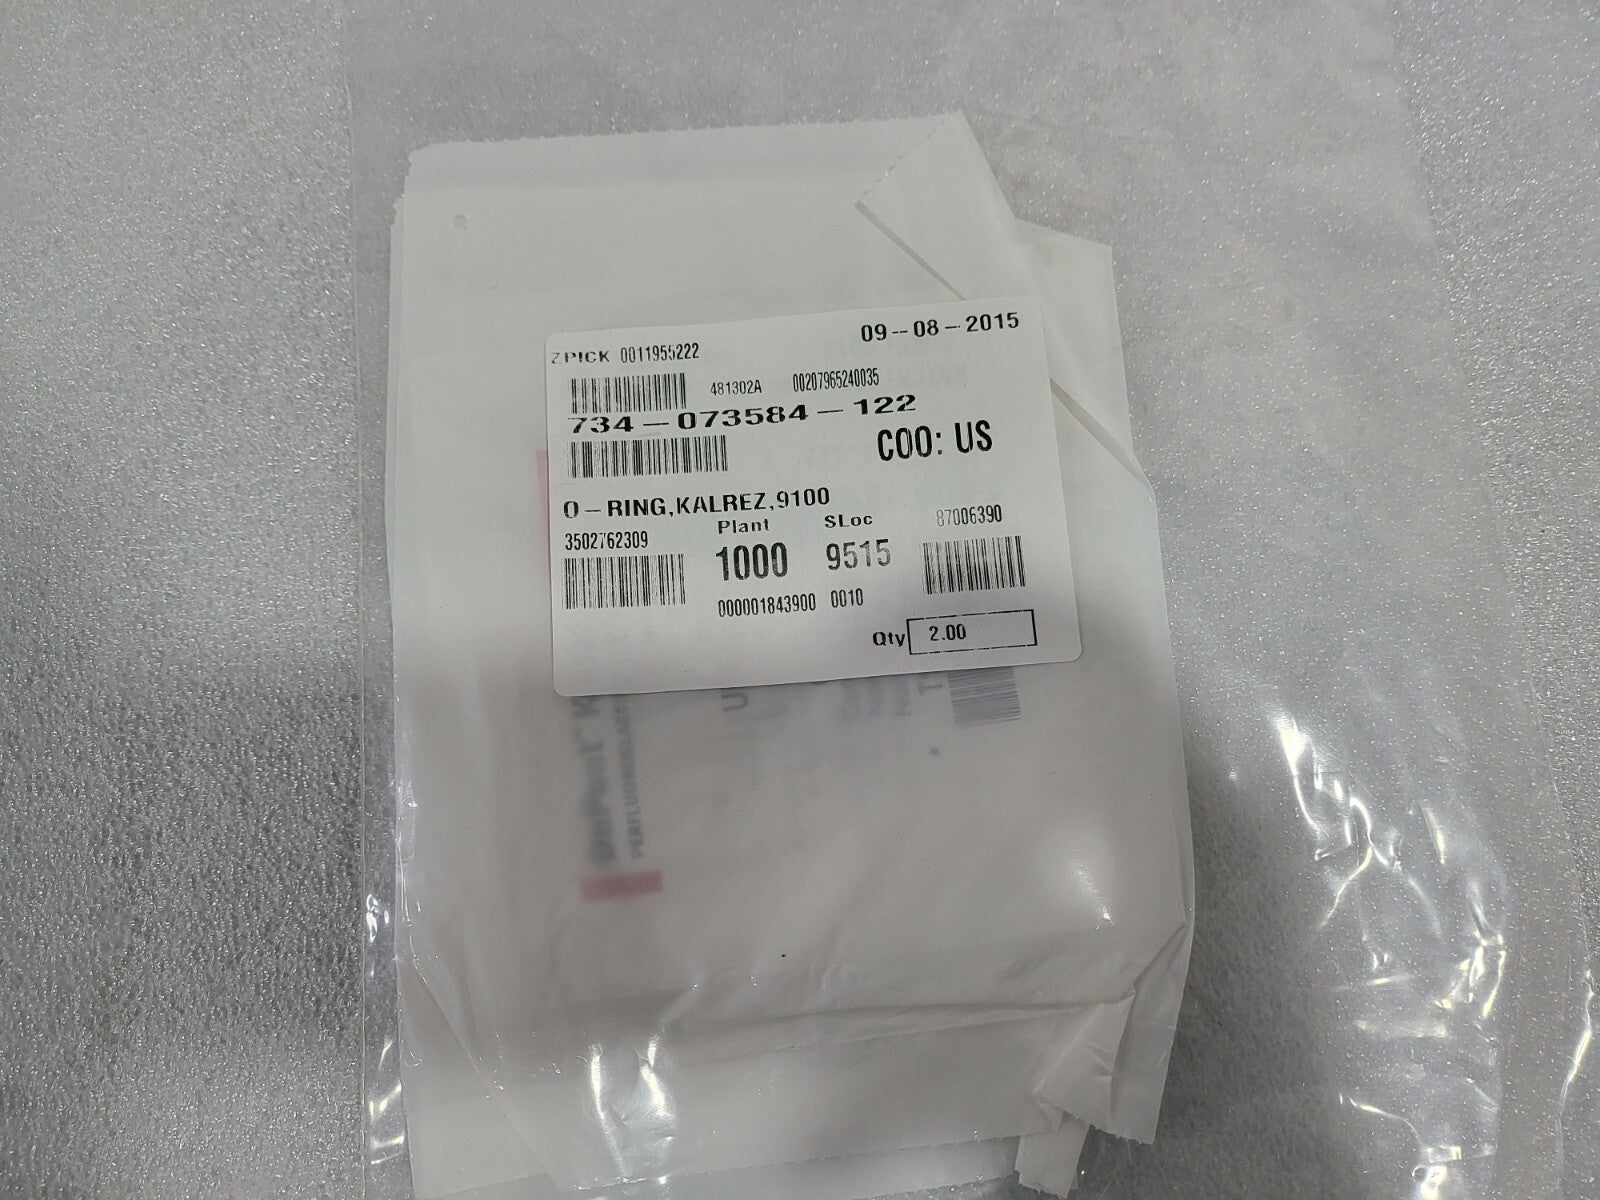 09-08-2015
ZPICK 0011955222
481302A 00207965240035
734-073584-122
COO: US
O-RING,KALREZ,9100
3502762309 Plant SLoc 87006390
1000 9515
000001843900 0010
Qty 2.00